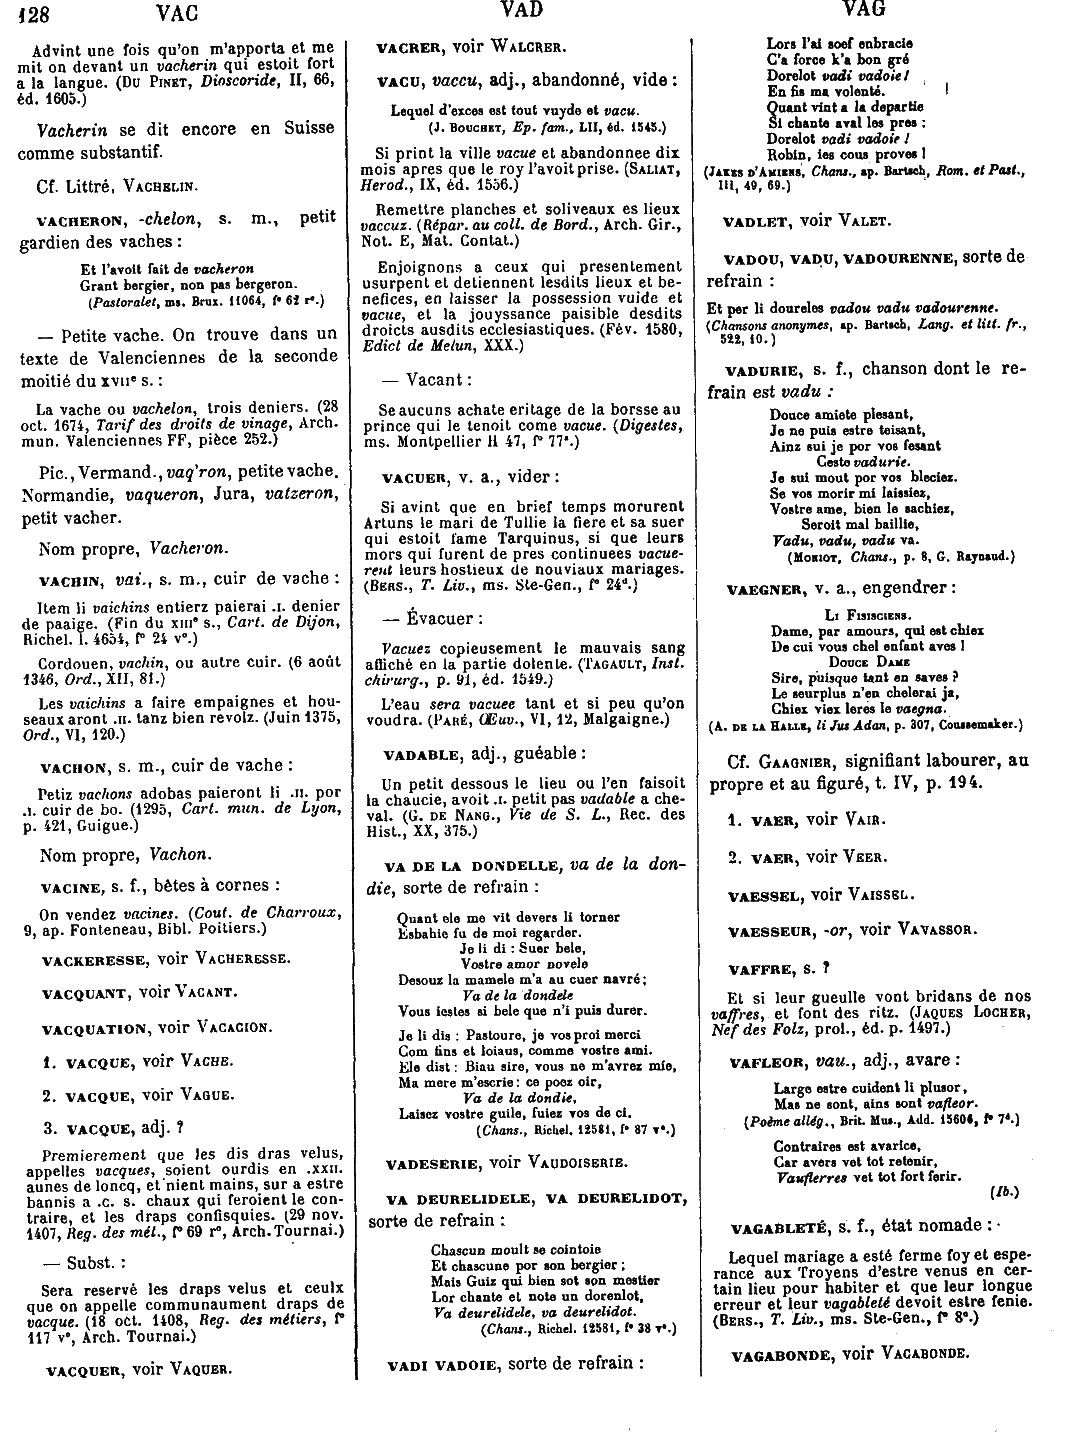 128 VAC VAD VAG
Advint une fois qu'on m'apporta et me
mit on devant un vacherin qui estoit fort
a la langue. (Du Pinet, Dioscoride, II, 66,
éd. 1605.)
Vacherin se dit encore en Suisse
comme substantif.
Cf. Littré, Vachelin.
VACHERON, -chelon, s. m., petit
gardien des vaches :
Et l'avoit fait de vacheron
Grant bergier, non pas bergeron.
(Pastoralet, ms. Brux. 11064, f° 62 r°.)
— Petite vache. On trouve dans un
texte de Valenciennes de la seconde
moitié du XVIIe s. :
La vache ou vachelon, trois deniers. (28
oct. 1674, Tarif des droits de vinage, Arch.
mun. Valenciennes FF, pièce 252.)
Pic., Vermand., vaq'ron, petite vache.
Normandie, vaqueron, Jura, vatzeron,
petit vacher.
Nom propre, Vacheron.
VACHIN, vai., s. m., cuir de vache :
Item li vaichins entierz paierai .I. denier
de paaige. (Fin du XIIIe s., Cart. de Dijon,
Richel. l. 4654, f° 24 v°.)
Cordouen, vachin, ou autre cuir. (6 août
1346, Ord., XII, 81.)
Les vaichins a faire empaignes et hou-
seaux aront .II. tanz bien revolz. (Juin 1375,
Ord., VI, 120.)
VACHON, s. m., cuir de vache :
Petiz vachons adobas paieront li .II. por
.I. cuir de bo. (1295, Cart. mun. de Lyon,
p. 421, Guigue.)
Nom propre, Vachon.
VACINE, s. f., bêtes à cornes :
On vendez vacines. (Cout. de Charroux,
9, ap. Fonteneau, Bibl. Poitiers.)
VACKERESSE, voir Vacheresse.
VACQUANT, voir Vacant.
VACQUATION, voir Vacacion.
1. VACQUE, voir Vache.
2. VACQUE, voir Vague.
3. VACQUE, adj. ?
Premierement que les dis dras velus,
appelles vacques, soient ourdis en .XXII.
aunes de loncq, et nient mains, sur a estre
bannis a .C. s. chaux qui feroient le con-
traire, et les draps confisquies. (29 nov.
1407, Reg. des mét., f° 69 r°, Arch. Tournai.)
— Subst. :
Sera reservé les draps velus et ceulx
que on appelle communaument draps de
vacque. (18 oct. 1408, Reg. des métiers, f°
117 v°, Arch. Tournai.)
VACQUER, voir Vaquer.
VACRER, voir Walcrer.
VACU, vaccu, adj., abandonné, vide :
Lequel d'exces est tout vuyde et vacu.
(J. Bouchet, Ep. fam., LII, éd. 1545.)
Si print la ville vacue et abandonnee dix
mois apres que le roy l'avoit prise. (Saliat,
Herod., IX, éd. 1556.)
Remettre planches et soliveaux es lieux
vaccuz. (Répar. au coll. de Bord., Arch. Gir.,
Not. E, Mat. Contat.)
Enjoignons a ceux qui presentement
usurpent et detiennent lesdits lieux et be-
nefices, en laisser la possession vuide et
vacue, et la jouyssance paisible desdits
droicts ausdits ecclesiastiques. (Fév. 1580,
Edict de Melun, XXX.)
— Vacant :
Se aucuns achate eritage de la borsse au
prince qui le tenoit come vacue. (Digestes,
ms. Montpellier H 47, f° 77ª.)
VACUER, v. a., vider :
Si avint que en brief temps morurent
Artuns le mari de Tullie la fiere et sa suer
qui estoit fame Tarquinus, si que leurs
mors qui furent de pres continuees vacue-
rent leurs hostieux de nouviaux mariages.
(Bers., T. Liv., ms. Ste-Gen., f° 24ᵈ.)
— Évacuer :
Vacuez copieusement le mauvais sang
affiché en la partie dolente. (Tagault, Inst.
chirurg., p. 91, éd. 1549.)
L'eau sera vacuee tant et si peu qu'on
voudra. (Paré, Œuv., VI, 12, Malgaigne.)
VADABLE, adj., guéable :
Un petit dessous le lieu ou l'en faisoit
la chaucie, avoit .I. petit pas vadable a che-
val. (G. de Nang., Vie de S. L., Rec. des
Hist., XX, 375.)
VA DE LA DONDELLE, va de la don-
die, sorte de refrain :
Quant ele me vit devers li torner
Esbahie fu de moi regarder.
Je li di : Suer bele,
Vostre amor novele
Desouz la mamele m'a au cuer navré ;
Va de la dondele
Vous iestes si bele que n'i puis durer.
Je li dis : Pastoure, je vos proi merci
Com fins et loiaus, comme vostre ami.
Ele dist : Biau sire, vous ne m'avrez mie,
Ma mere m'escrie : ce poez oir,
Va de la dondie,
Laisez vostre guile, fuiez vos de ci.
(Chans., Richel. 12581, f° 87 v°.)
VADESERIE, voir Vaudoiserie.
VA DEURELIDELE, VA DEURELIDOT,
sorte de refrain :
Chascun moult se cointoie
Et chascune por son bergier ;
Mais Guiz qui bien sot son mestier
Lor chante et note un dorenlot,
Va deurelidele, va deurelidot.
(Chans., Richel. 12581, f° 38 v°.)
VADI VADOIE, sorte de refrain :
Lors l'ai soef enbracie
C'a force k'a bon gré
Dorelot vadi vadoie !
En fis ma volenté.
Quant vint a la departie
Si chante aval les pres :
Dorelot vadi vadoie !
Robin, ies cous proves !
(Jakes d'Amiens, Chans., ap. Bartsch, Rom. et Past.,
III, 49, 69.)
VADLET, voir Valet.
VADOU, VADU, VADOURENNE, sorte de
refrain :
Et per li doureles vadou vadu vadourenne.
(Chansons anonymes, ap. Bartsch, Lang. et litt. fr.,
522, 10.)
VADURIE, s. f., chanson dont le re-
frain est vadu :
Douce amiete plesant,
Je ne puis estre teisant,
Ainz sui je por vos fesant
Ceste vadurie.
Je sui mout por vos bleciez.
Se vos morir mi laissiez,
Vostre ame, bien le sachiez,
Seroit mal baillie,
Vadu, vadu, vadu va.
(Moniot, Chans., p. 8, G. Raynaud.)
VAEGNER, v. a., engendrer :
Li Fisisciens.
Dame, par amours, qui est chiex
De cui vous chel enfant aves !
Douce Dame
Sire, puisque tant en saves ?
Le seurplus n'en chelerai ja,
Chiex viex leres le vaegna.
(A. de la Halle, li Jus Adan, p. 307, Coussemaker.)
Cf. Gaagnier, signifiant labourer, au
propre et au figuré, t. IV, p. 194.
1. VAER, voir Vair.
2. VAER, voir Veer.
VAESSEL, voir Vaissel.
VAESSEUR, -or, voir Vavassor.
VAFFRE, s. ?
Et si leur gueulle vont bridans de nos
vaffres, et font des ritz. (Jaques Locher,
Nef des Folz, prol., éd. p. 1497.)
VAFLEOR, vau., adj., avare :
Large estre cuident li plusor,
Mas ne sont, ains sont vafleor.
(Poème allég., Brit. Mus., Add. 15606, f° 7ᵈ.)
Contraires est avarice,
Car avers vet tot retenir,
Vauflerres vet tot fort ferir.
(Ib.)
VAGABLETÉ, s. f., état nomade :
Lequel mariage a esté ferme foy et espe-
rance aux Troyens d'estre venus en cer-
tain lieu pour habiter et que leur longue
erreur et leur vagableté devoit estre fenie.
(Bers., T. Liv., ms. Ste-Gen., f° 8ᵃ.)
VAGABONDE, voir Vagabonde.